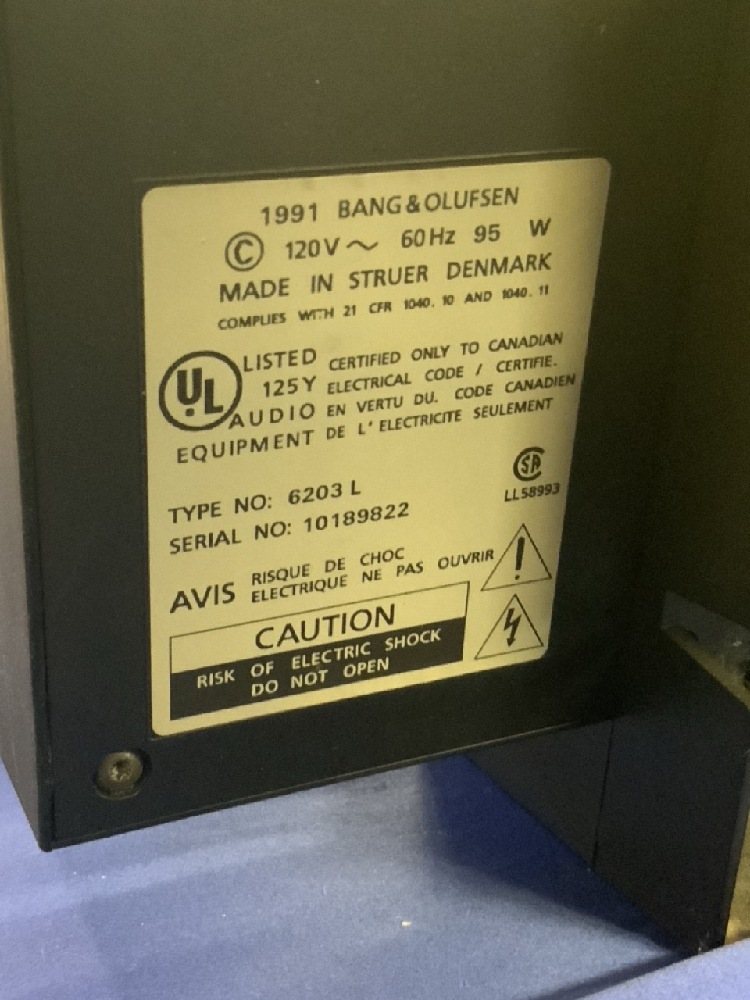 1991 BANG&OLUFSEN
© 120V ~ 60Hz 95 W
MADE IN STRUER DENMARK
COMPLIES WITH 21 CFR 1040.10 AND 1040.11
UL
LISTED
125Y
AUDIO
EQUIPMENT
CERTIFIED ONLY TO CANADIAN
ELECTRICAL CODE / CERTIFIE.
EN VERTU DU. CODE CANADIEN
DE L'ELECTRICITE SEULEMENT
SA
LL58993
TYPE NO: 6203 L
SERIAL NO: 10189822
AVIS RISQUE DE CHOC
ELECTRIQUE NE PAS OUVRIR
CAUTION
RISK OF ELECTRIC SHOCK
DO NOT OPEN